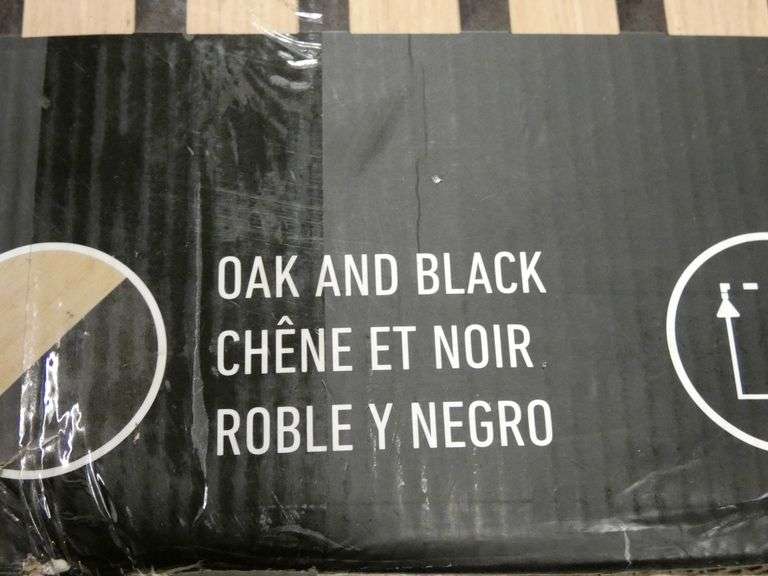 OAK AND BLACK
CHÊNE ET NOIR
ROBLE Y NEGRO